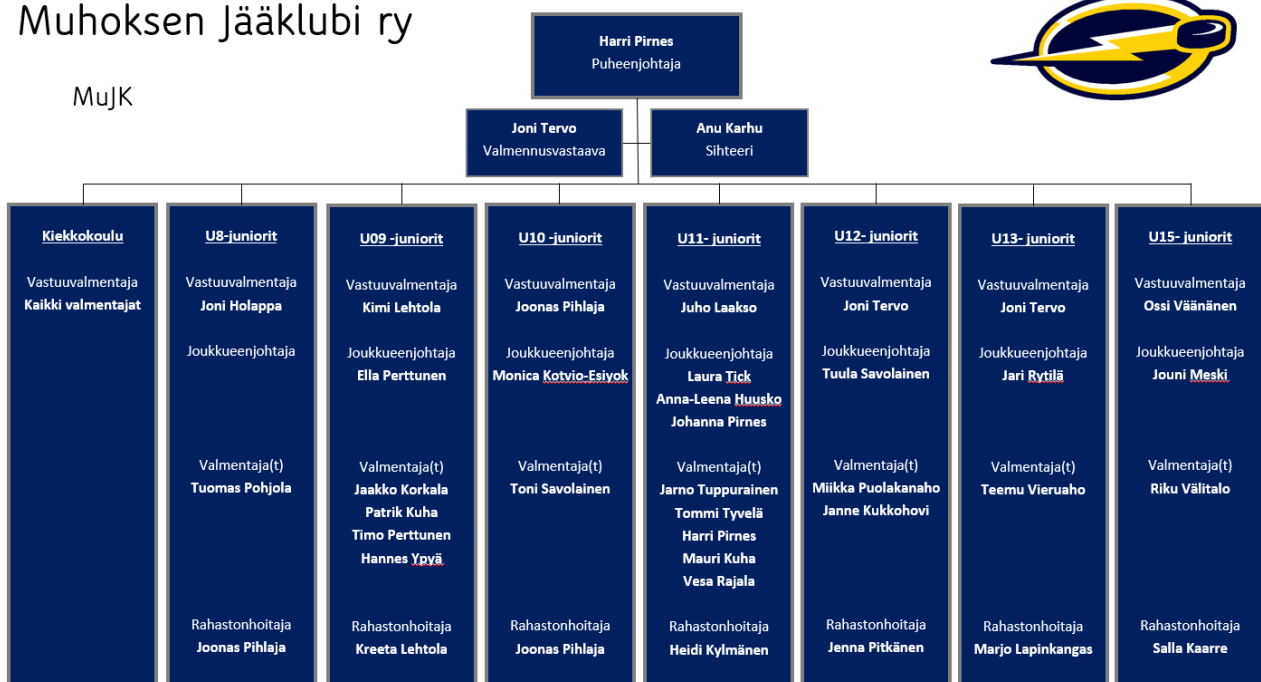 Muhoksen Jääklubi ry
MuJK
Harri Pirnes
Puheenjohtaja
Joni Tervo
Valmennusvastaava
Anu Karhu
Sihteeri
Kiekkokoulu
Vastuuvalmentaja
Kaikki valmentajat
U8-juniorit
Vastuuvalmentaja
Joni Holappa
Joukkueenjohtaja
Valmentaja(t)
Tuomas Pohjola
Rahastonhoitaja
Joonas Pihlaja
U09 -juniorit
Vastuuvalmentaja
Kimi Lehtola
Joukkueenjohtaja
Ella Perttunen
Valmentaja(t)
Jaakko Korkala
Patrik Kuha
Timo Perttunen
Hannes Ypyä
Rahastonhoitaja
Kreeta Lehtola
U10 -juniorit
Vastuuvalmentaja
Joonas Pihlaja
Joukkueenjohtaja
Monica Kotvio-Esiyok
Valmentaja(t)
Toni Savolainen
Rahastonhoitaja
Joonas Pihlaja
U11- juniorit
Vastuuvalmentaja
Juho Laakso
Joukkueenjohtaja
Laura Tick
Anna-Leena Huusko
Johanna Pirnes
Valmentaja(t)
Jarno Tuppurainen
Tommi Tyvelä
Harri Pirnes
Mauri Kuha
Vesa Rajala
Rahastonhoitaja
Heidi Kylmänen
U12- juniorit
Vastuuvalmentaja
Joni Tervo
Joukkueenjohtaja
Tuula Savolainen
Valmentaja(t)
Miikka Puolakanaho
Janne Kukkohovi
Rahastonhoitaja
Jenna Pitkänen
U13- juniorit
Vastuuvalmentaja
Joni Tervo
Joukkueenjohtaja
Jari Rytilä
Valmentaja(t)
Teemu Vieruaho
Rahastonhoitaja
Marjo Lapinkangas
U15- juniorit
Vastuuvalmentaja
Ossi Väänänen
Joukkueenjohtaja
Jouni Meski
Valmentaja(t)
Riku Välitalo
Rahastonhoitaja
Salla Kaarre